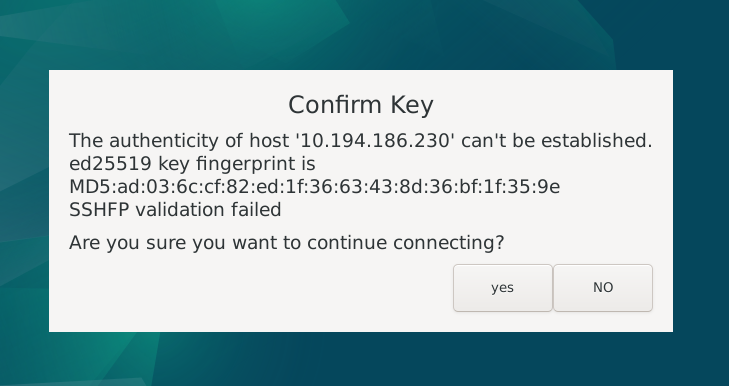 Confirm Key
The authenticity of host '10.194.186.230' can't be established.
ed25519 key fingerprint is
MD5:ad:03:6c:cf:82:ed:1f:36:63:43:8d:36:bf:1f:35:9e
SSHFP validation failed
Are you sure you want to continue connecting?
yes
NO